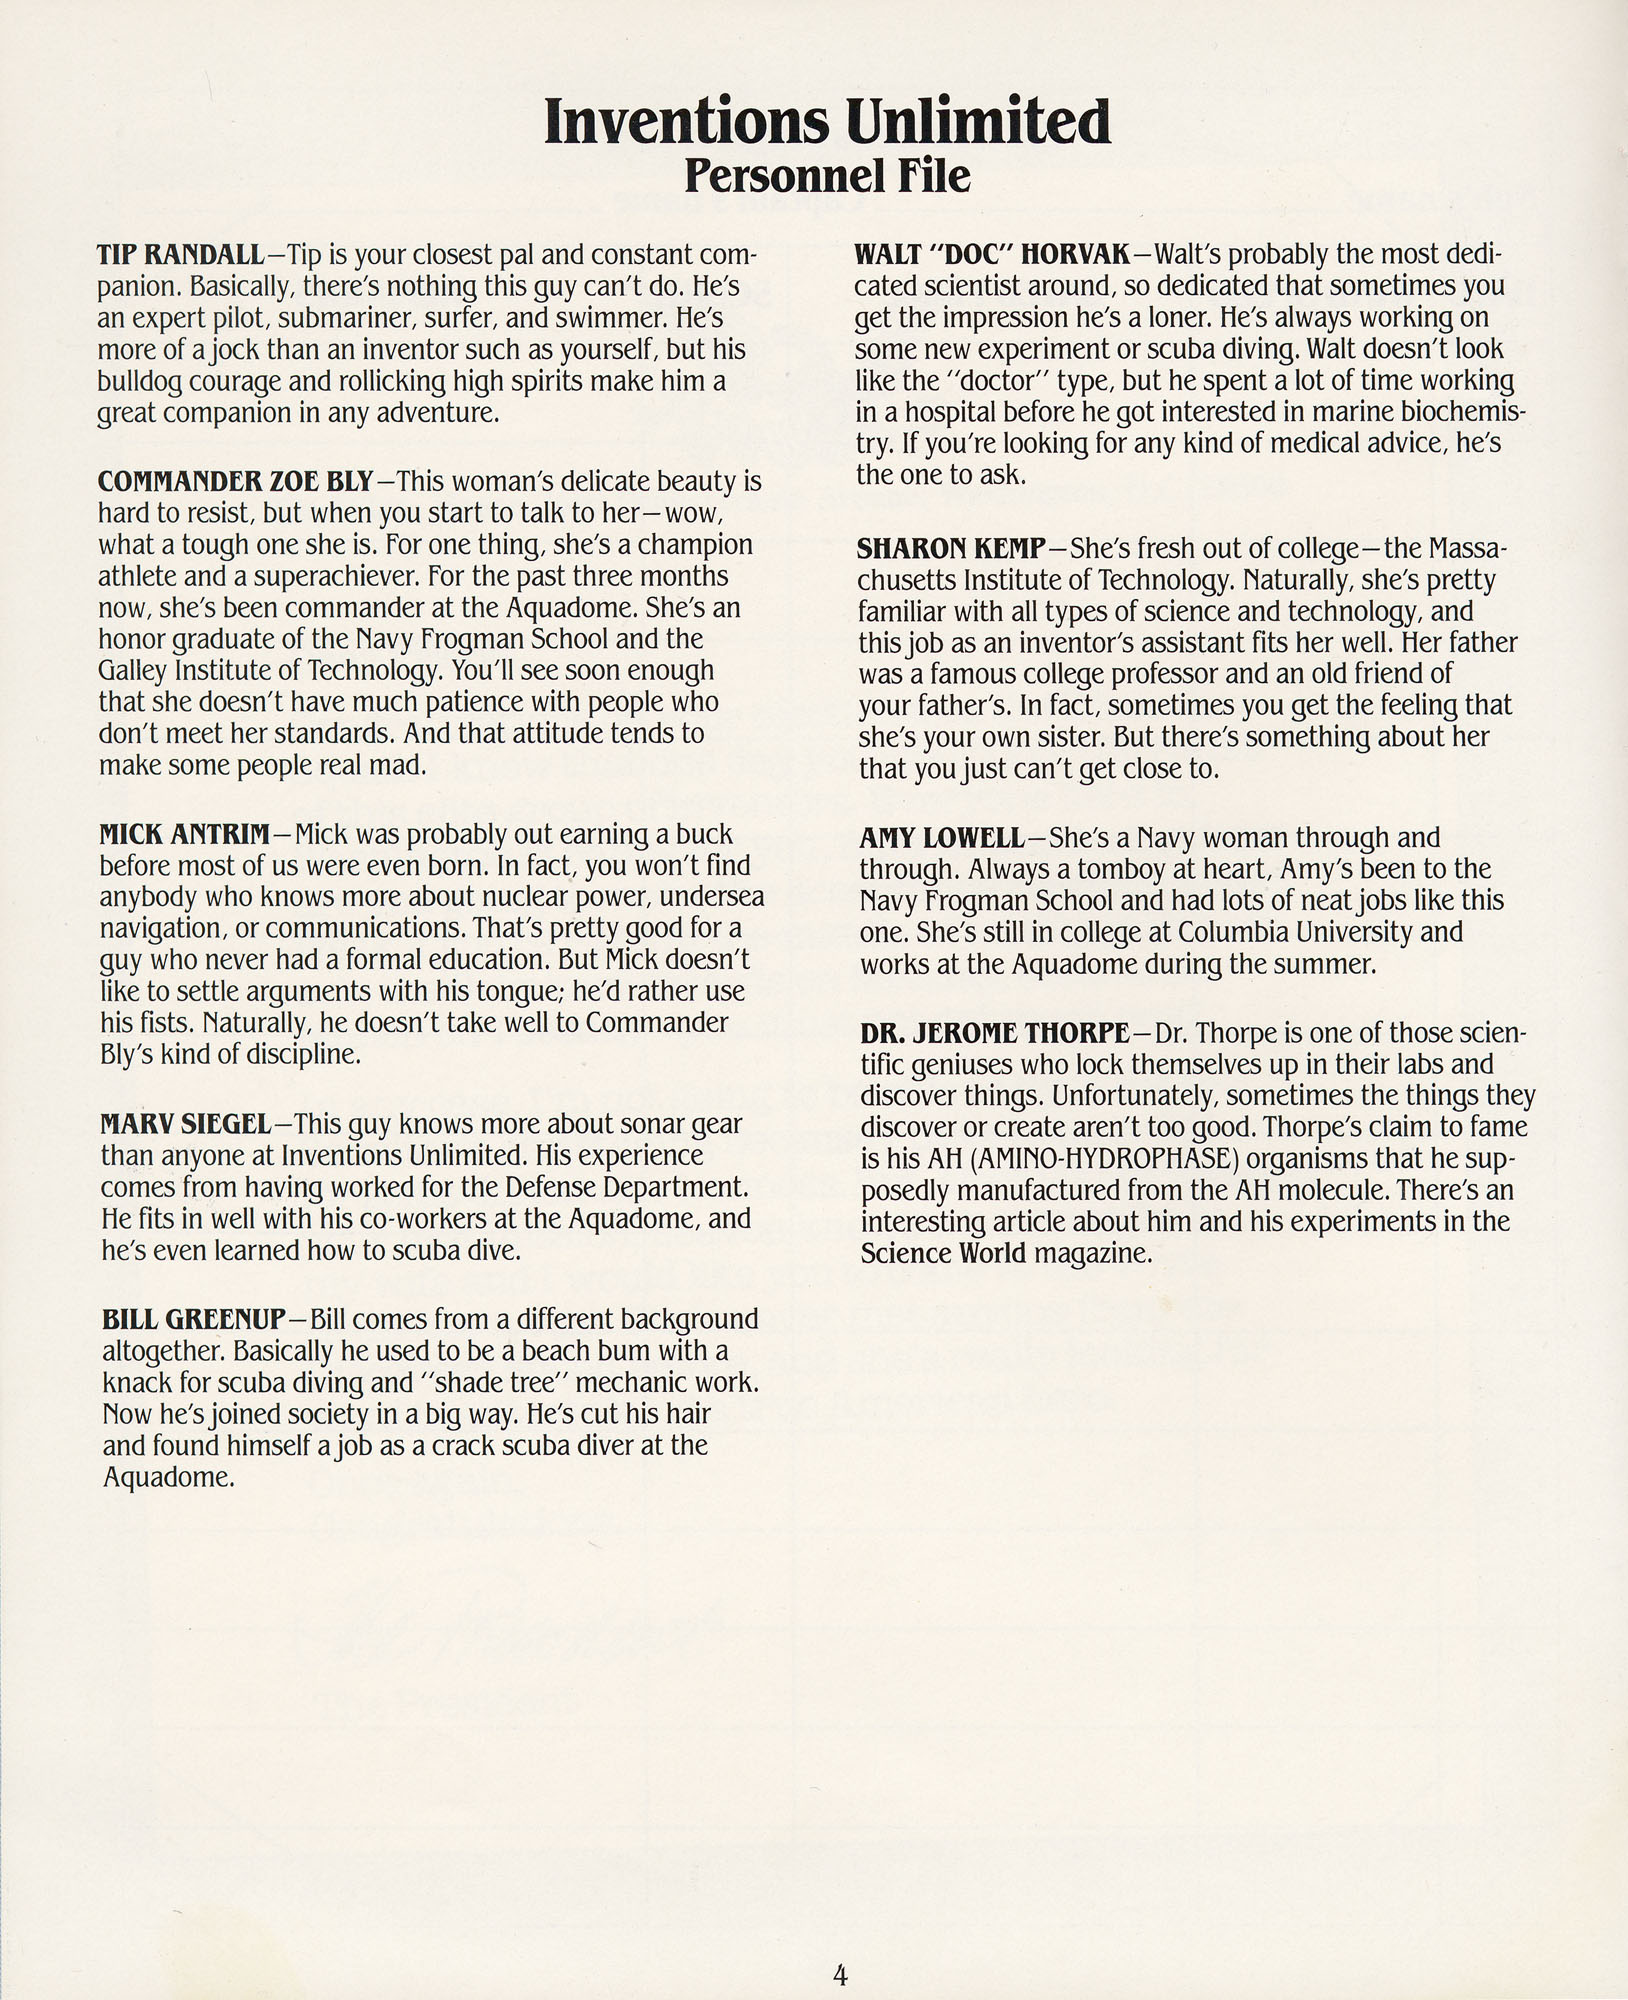 Inventions Unlimited
Personnel File
TIP RANDALL—Tip is your closest pal and constant com-
panion. Basically, there's nothing this guy can't do. He's
an expert pilot, submariner, surfer, and swimmer. He's
more of a jock than an inventor such as yourself, but his
bulldog courage and rollicking high spirits make him a
great companion in any adventure.
COMMANDER ZOE BLY—This woman's delicate beauty is
hard to resist, but when you start to talk to her—wow,
what a tough one she is. For one thing, she's a champion
athlete and a superachiever. For the past three months
now, she's been commander at the Aquadome. She's an
honor graduate of the Navy Frogman School and the
Galley Institute of Technology. You'll see soon enough
that she doesn't have much patience with people who
don't meet her standards. And that attitude tends to
make some people real mad.
MICK ANTRIM—Mick was probably out earning a buck
before most of us were even born. In fact, you won't find
anybody who knows more about nuclear power, undersea
navigation, or communications. That's pretty good for a
guy who never had a formal education. But Mick doesn't
like to settle arguments with his tongue; he'd rather use
his fists. Naturally, he doesn't take well to Commander
Bly's kind of discipline.
MARV SIEGEL—This guy knows more about sonar gear
than anyone at Inventions Unlimited. His experience
comes from having worked for the Defense Department.
He fits in well with his co-workers at the Aquadome, and
he's even learned how to scuba dive.
BILL GREENUP—Bill comes from a different background
altogether. Basically he used to be a beach bum with a
knack for scuba diving and "shade tree" mechanic work.
Now he's joined society in a big way. He's cut his hair
and found himself a job as a crack scuba diver at the
Aquadome.
WALT "DOC" HORVAK—Walt's probably the most dedi-
cated scientist around, so dedicated that sometimes you
get the impression he's a loner. He's always working on
some new experiment or scuba diving. Walt doesn't look
like the "doctor" type, but he spent a lot of time working
in a hospital before he got interested in marine biochemis-
try. If you're looking for any kind of medical advice, he's
the one to ask.
SHARON KEMP—She's fresh out of college—the Massa-
chusetts Institute of Technology. Naturally, she's pretty
familiar with all types of science and technology, and
this job as an inventor's assistant fits her well. Her father
was a famous college professor and an old friend of
your father's. In fact, sometimes you get the feeling that
she's your own sister. But there's something about her
that you just can't get close to.
AMY LOWELL—She's a Navy woman through and
through. Always a tomboy at heart, Amy's been to the
Navy Frogman School and had lots of neat jobs like this
one. She's still in college at Columbia University and
works at the Aquadome during the summer.
DR. JEROME THORPE—Dr. Thorpe is one of those scien-
tific geniuses who lock themselves up in their labs and
discover things. Unfortunately, sometimes the things they
discover or create aren't too good. Thorpe's claim to fame
is his AH (AMINO-HYDROPHASE) organisms that he sup-
posedly manufactured from the AH molecule. There's an
interesting article about him and his experiments in the
Science World magazine.
4